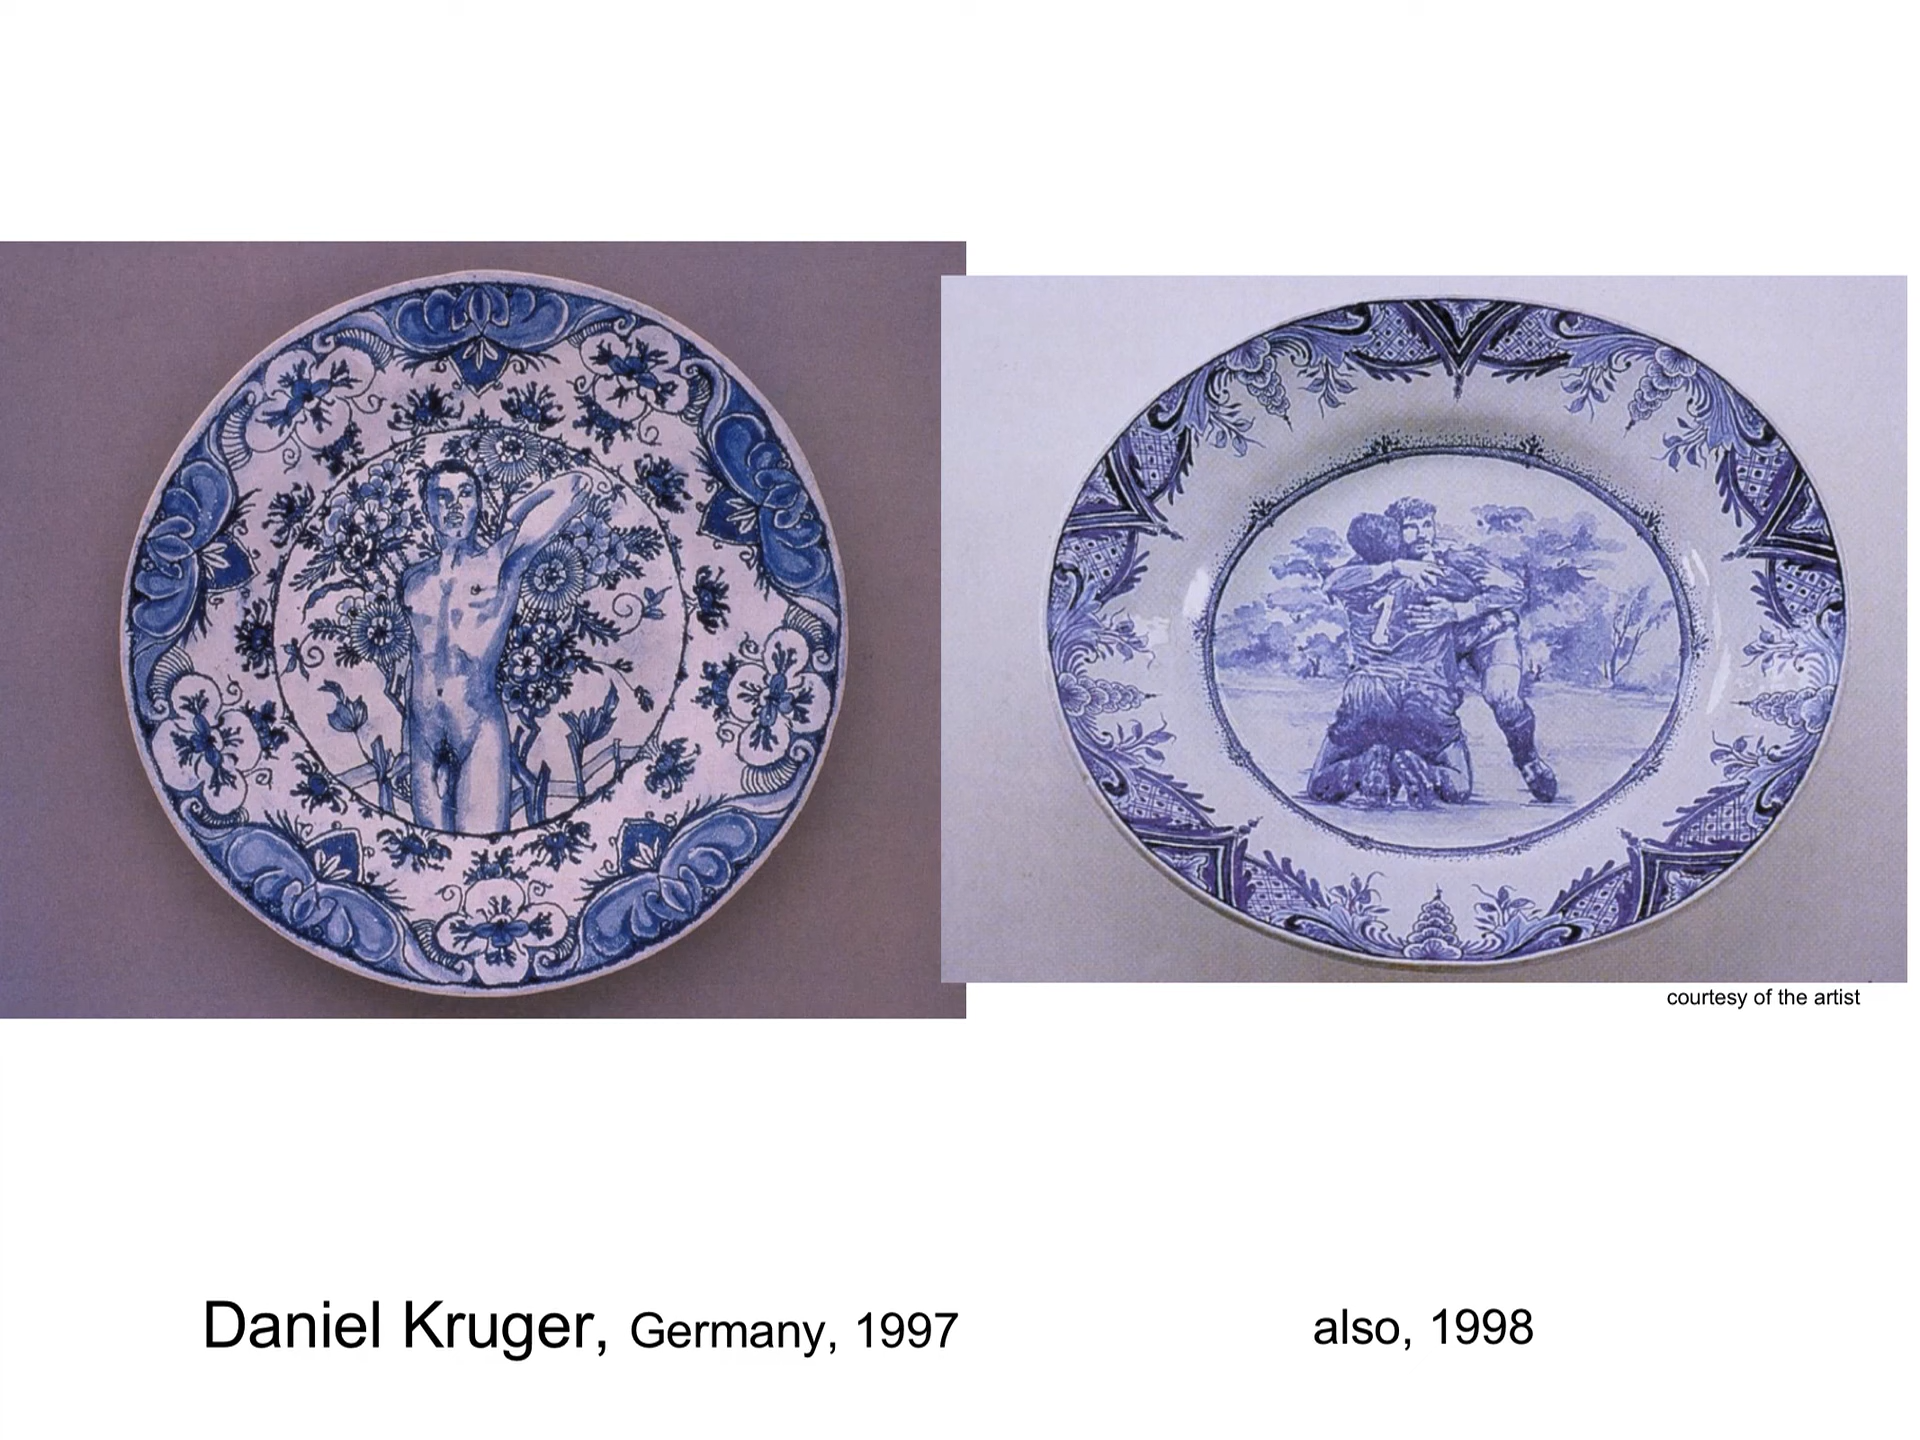 courtesy of the artist
Daniel Kruger, Germany, 1997
also, 1998